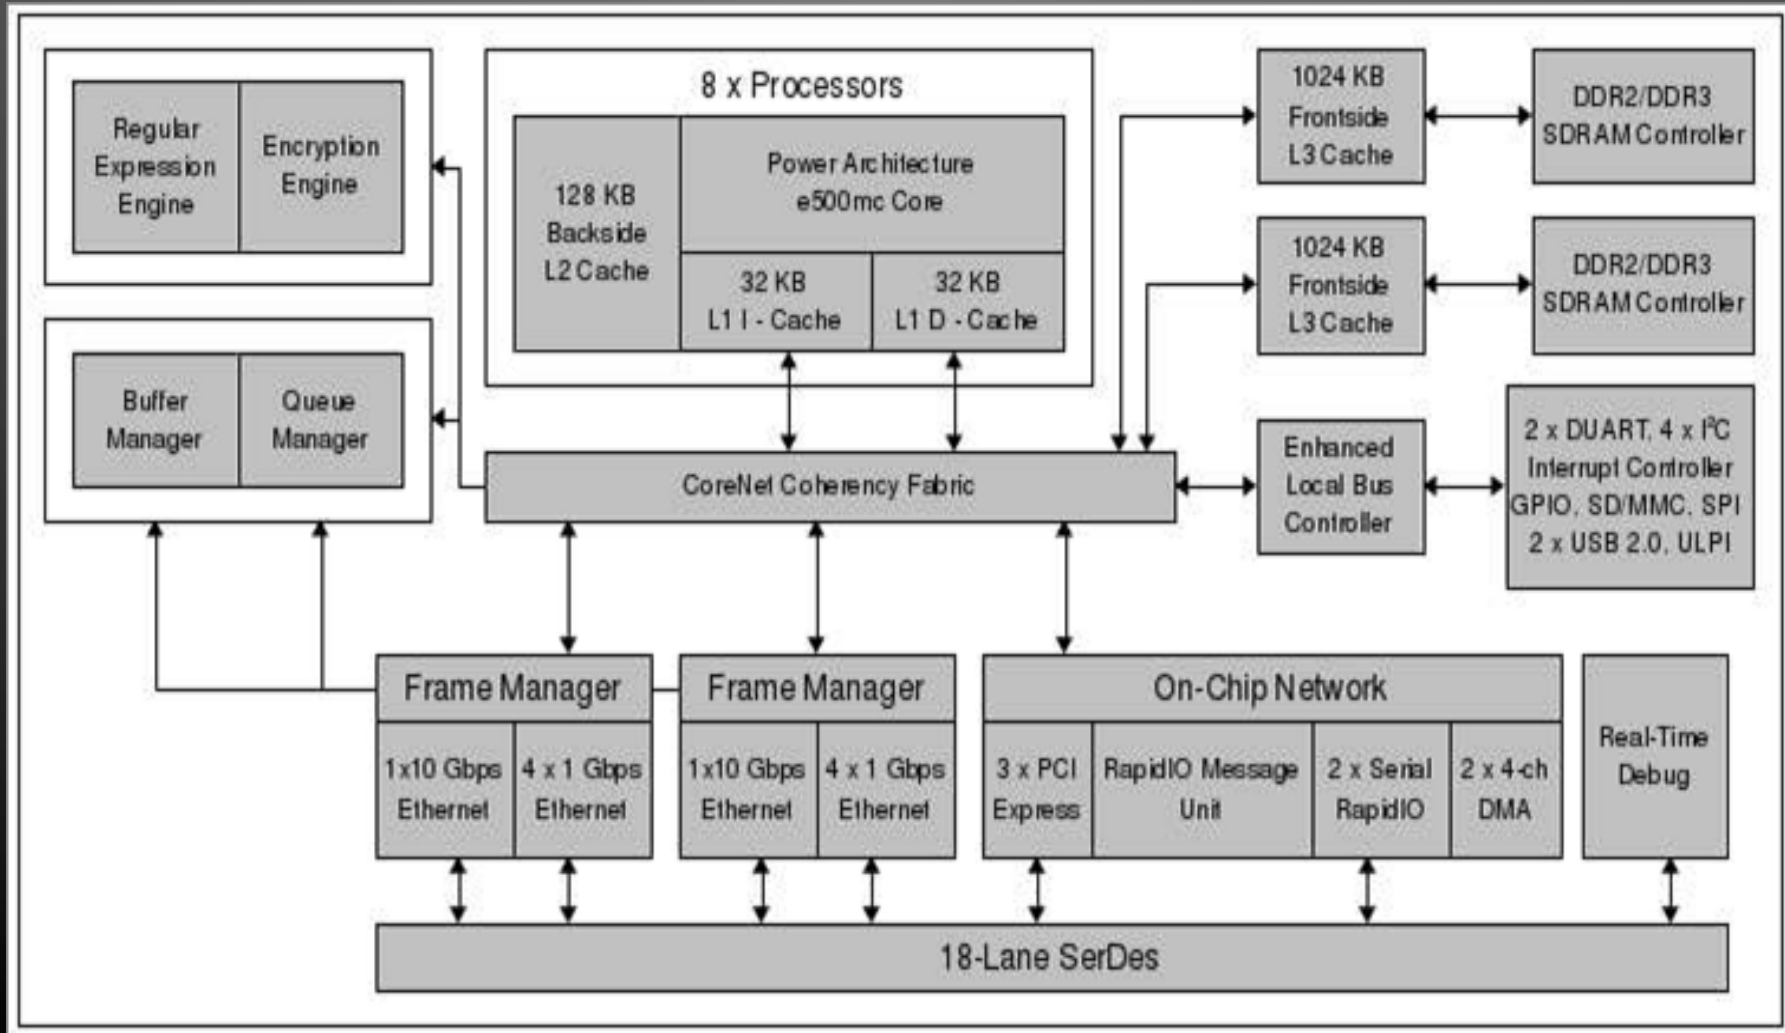 Regular
Expression
Engine
Encryption
Engine
8 x Processors
128 KB
Backside
L2 Cache
Power Architecture
e500mc Core
32 KB
L1 I - Cache
32 KB
L1 D - Cache
1024 KB
Frontside
L3 Cache
DDR2/DDR3
SDRAM Controller
1024 KB
Frontside
L3 Cache
DDR2/DDR3
SDRAM Controller
Buffer
Manager
Queue
Manager
CoreNet Coherency Fabric
Enhanced
Local Bus
Controller
2 x DUART, 4 x I²C
Interrupt Controller
GPIO, SD/MMC, SPI
2 x USB 2.0, ULPI
Frame Manager
1x10 Gbps
Ethernet
4 x 1 Gbps
Ethernet
Frame Manager
1x10 Gbps
Ethernet
4 x 1 Gbps
Ethernet
On-Chip Network
3 x PCI
Express
RapidIO Message
Unit
2 x Serial
RapidIO
2 x 4-ch
DMA
Real-Time
Debug
18-Lane SerDes